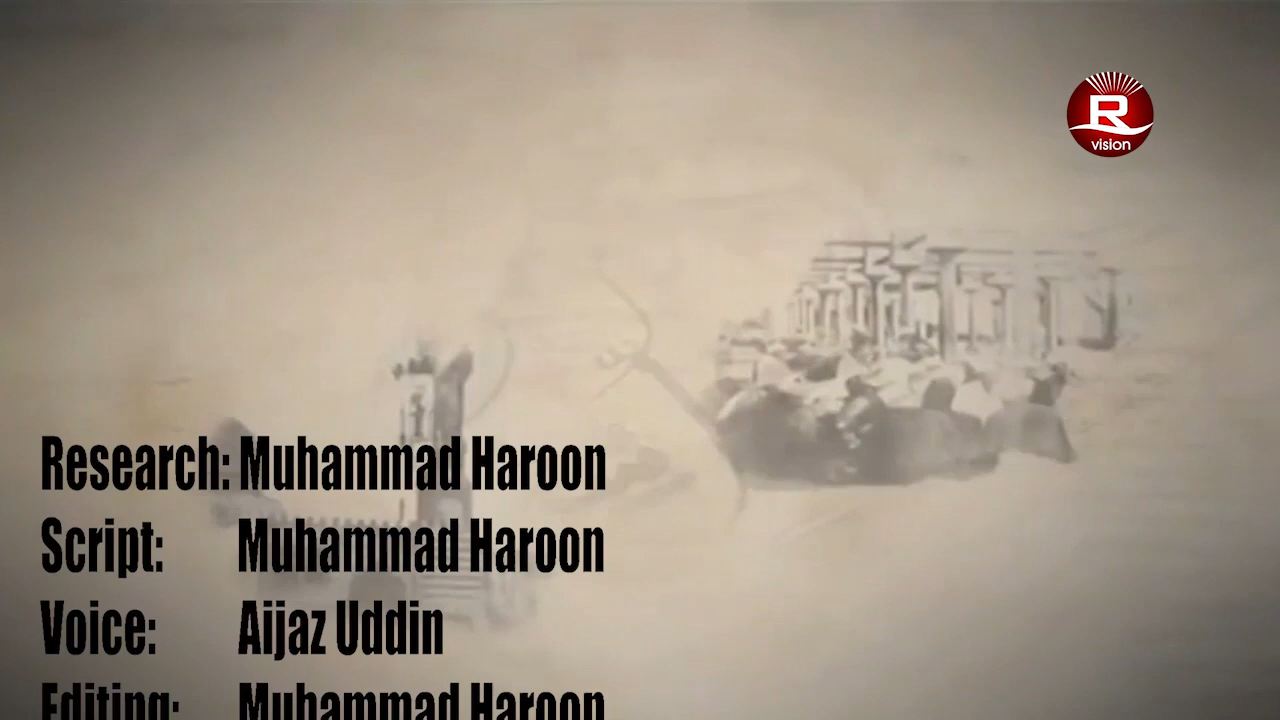 R
vision
Research: Muhammad Haroon
Script: Muhammad Haroon
Voice: Aijaz Uddin
Editing: Muhammad Haroon